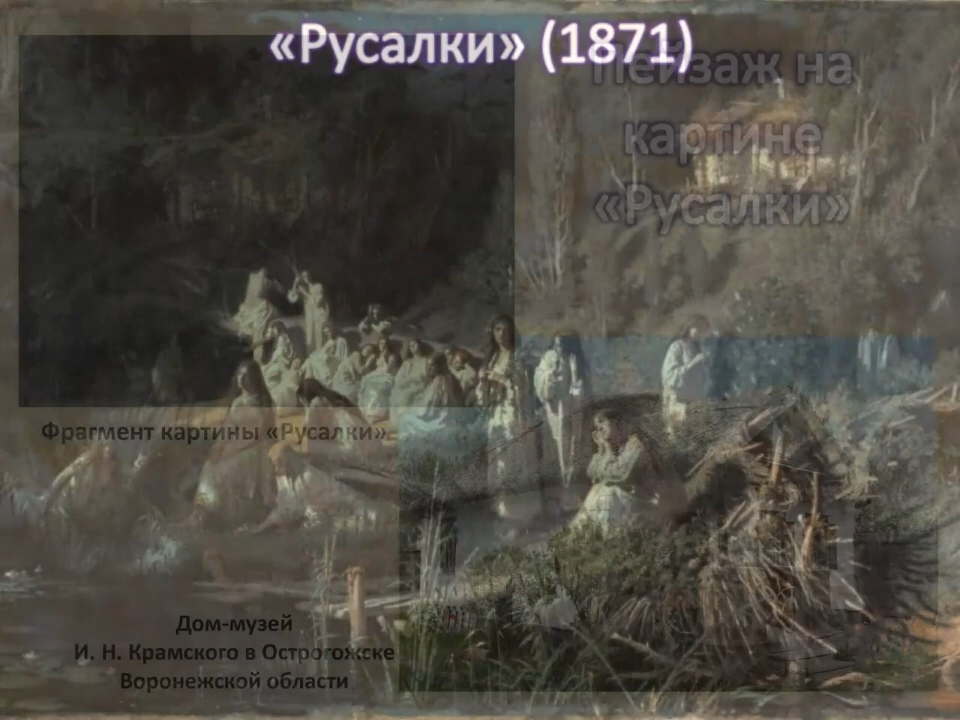 «Русалки» (1871)
Пейзаж на
картине
«Русалки»
Фрагмент картины «Русалки»
Дом-музей
И. Н. Крамского в Острогожске
Воронежской области